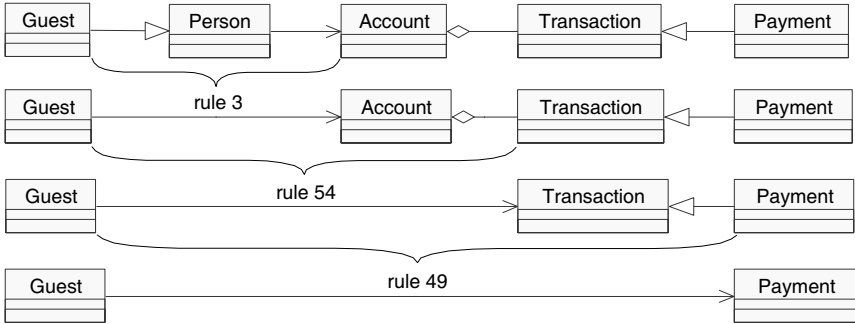 Guest Person Account Transaction Payment
rule 3
Guest Account Transaction Payment
rule 54
Guest Transaction Payment
rule 49
Guest Payment